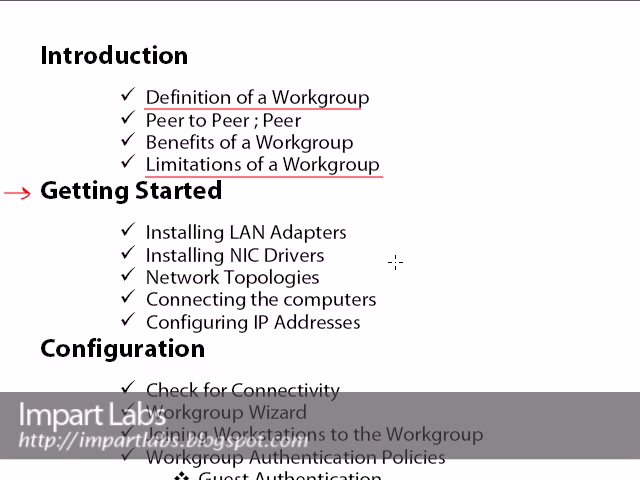 Introduction
✓ Definition of a Workgroup
✓ Peer to Peer ; Peer
✓ Benefits of a Workgroup
✓ Limitations of a Workgroup
Getting Started
✓ Installing LAN Adapters
✓ Installing NIC Drivers
✓ Network Topologies
✓ Connecting the computers
✓ Configuring IP Addresses
Configuration
✓ Check for Connectivity
Impart Labs
✓ Workgroup Wizard
http://impartlabs.blogspot.com
✓ Joining Workstations to the Workgroup
✓ Workgroup Authentication Policies
❖ Guest Authentication